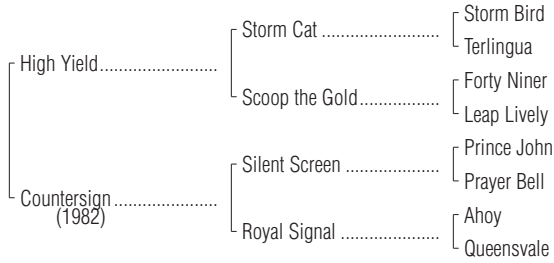 Storm Bird
Storm Cat ........................
Terlingua
High Yield........................
Forty Niner
Scoop the Gold.................
Leap Lively
Prince John
Silent Screen ...................
Prayer Bell
Countersign.....................
(1982)
Ahoy
Royal Signal ....................
Queensvale